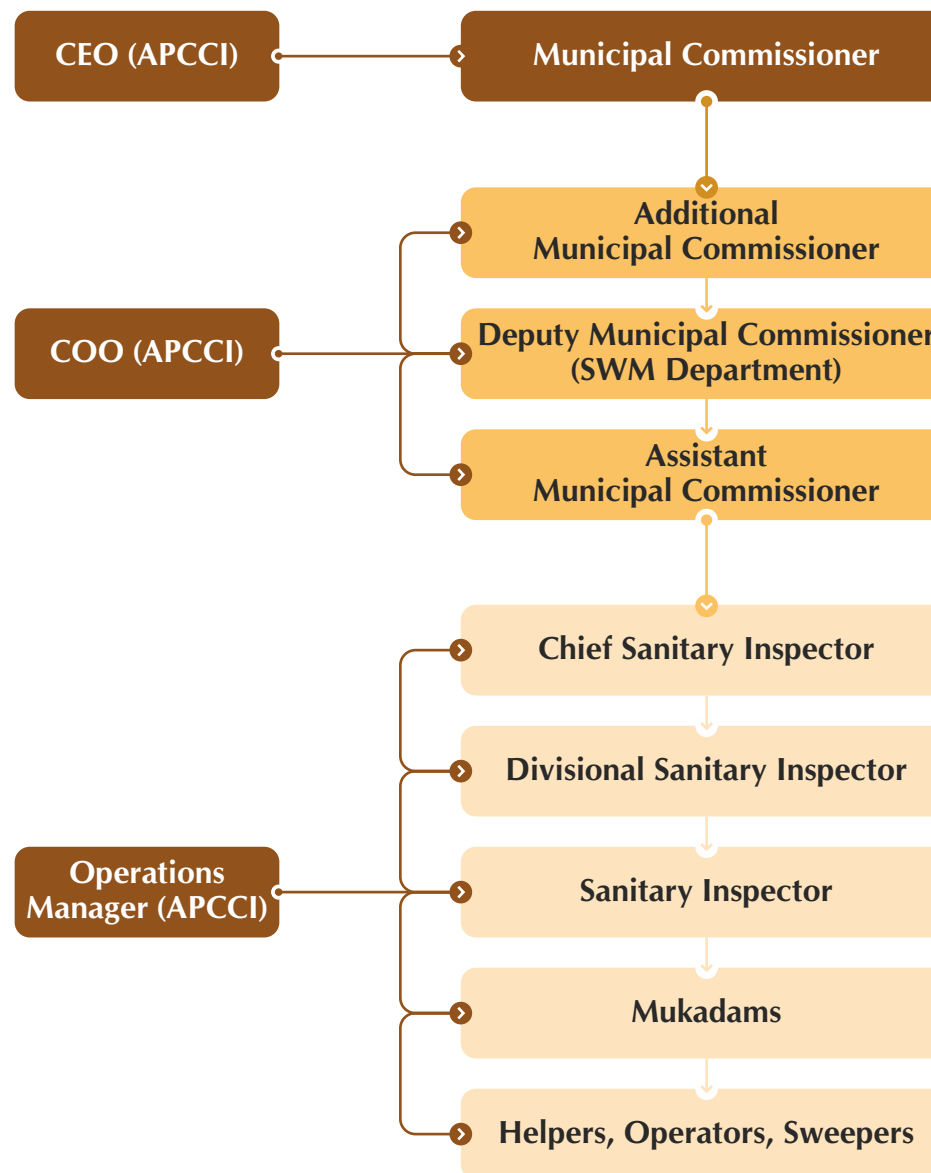 CEO (APCCI)
Municipal Commissioner
Additional
Municipal Commissioner
COO (APCCI)
Deputy Municipal Commissioner
(SWM Department)
Assistant
Municipal Commissioner
Chief Sanitary Inspector
Divisional Sanitary Inspector
Operations
Manager (APCCI)
Sanitary Inspector
Mukadams
Helpers, Operators, Sweepers